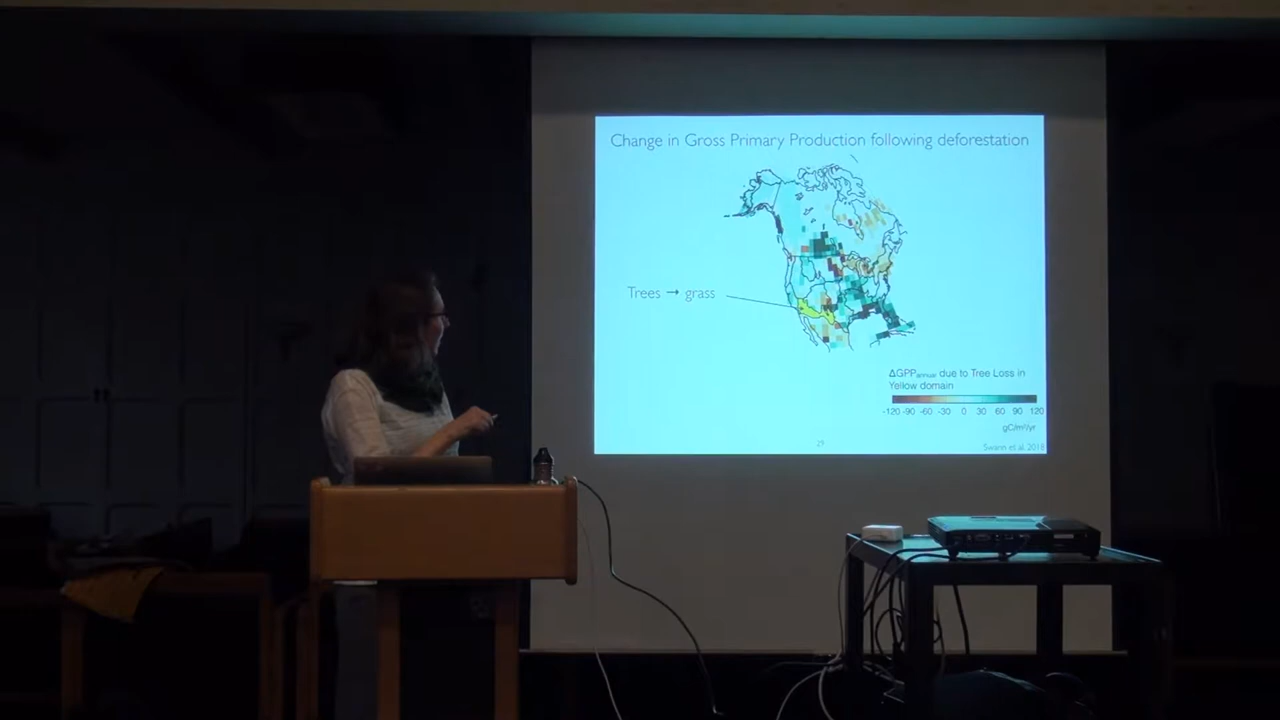 Change in Gross Primary Production following deforestation
Trees → grass
ΔGPPannual due to Tree Loss in
Yellow domain
-120 -90 -60 -30 0 30 60 90 120
gC/m²/yr
29
Swann et al. 2018